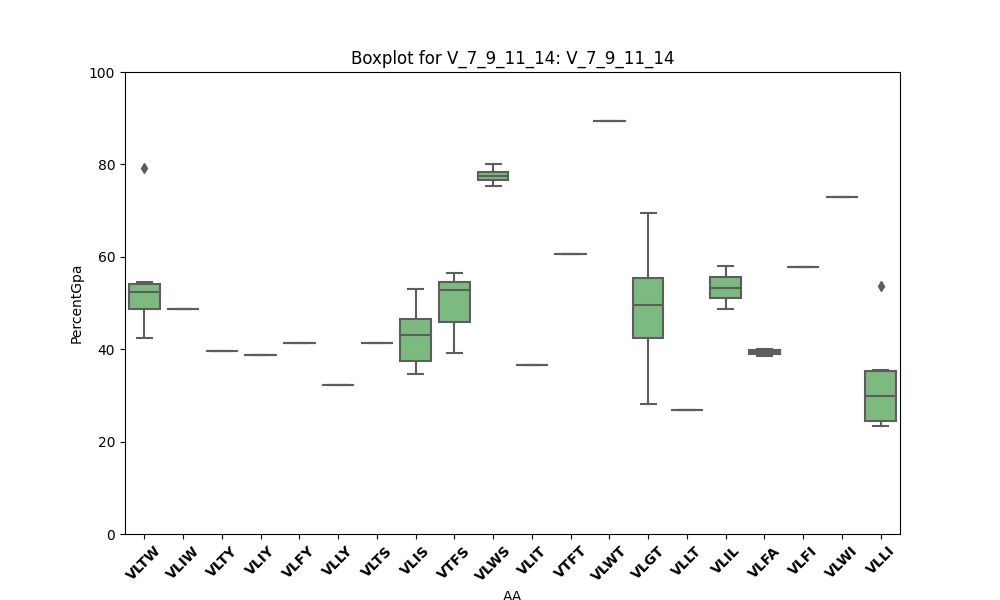 Boxplot for V_7_9_11_14: V_7_9_11_14
100
80
60
40
20
0
PercentGpa
VLTW VLIW VLTY VLIY VLFY VLLY VLTS VLIS VTFS VLWS VLIT VTFT VLWT VLGT VLLT VLIL VLFA VLFI VLWI VLLI
AA